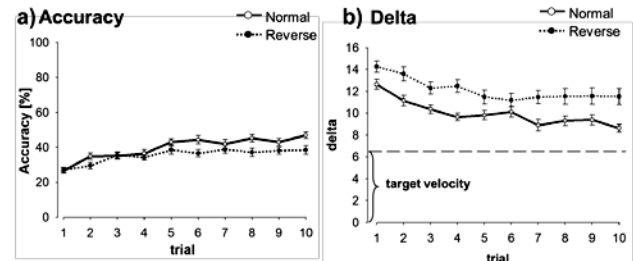 a) Accuracy
Normal
Reverse
Accuracy [%]
100
80
60
40
20
0
1 2 3 4 5 6 7 8 9 10
trial
b) Delta
Normal
Reverse
delta
16
14
12
10
8
6
4
2
0
target velocity
1 2 3 4 5 6 7 8 9 10
trial